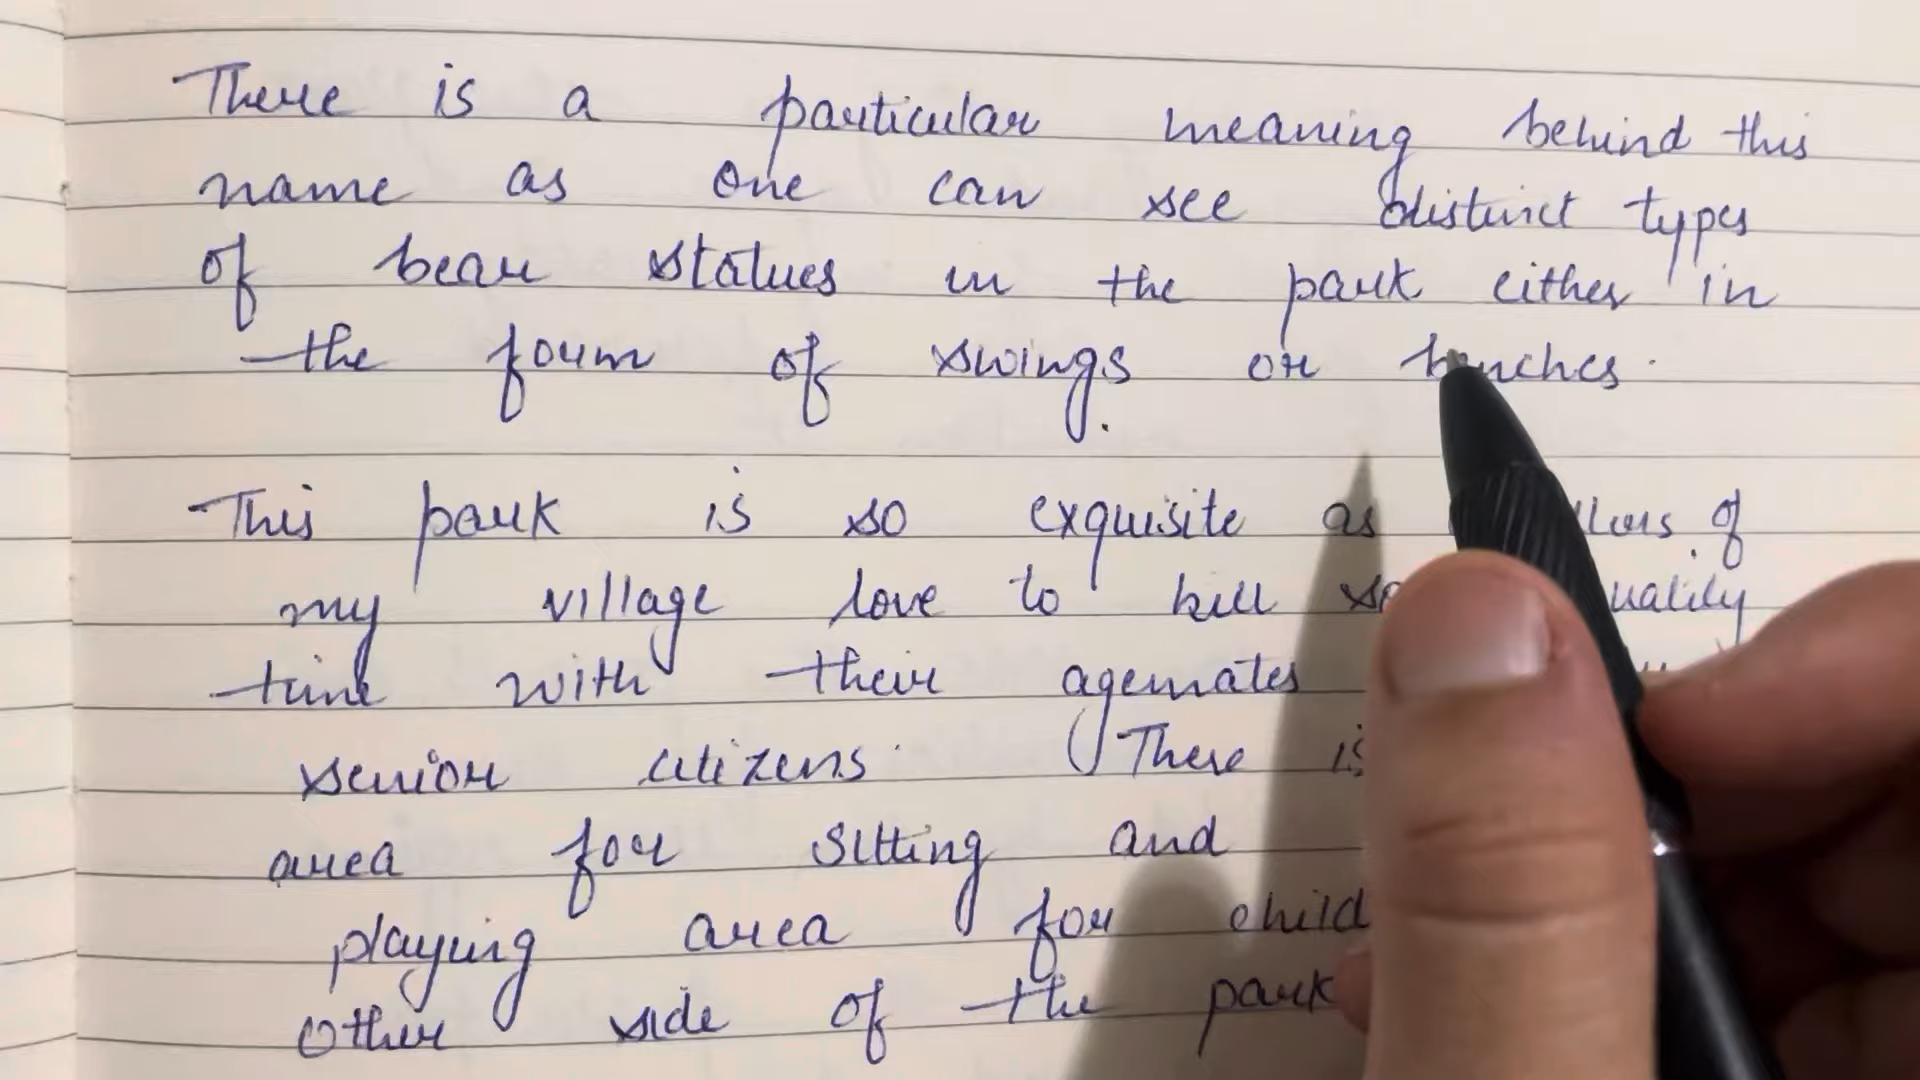 There is a particular meaning behind this
name as one can see distinct types
of bear statues in the park either in
the form of swings or benches.
This park is so exquisite as of
my village love to kill quality
time with their agemates
senior citizens. There is
area for sitting and
playing area for child
other side of the park